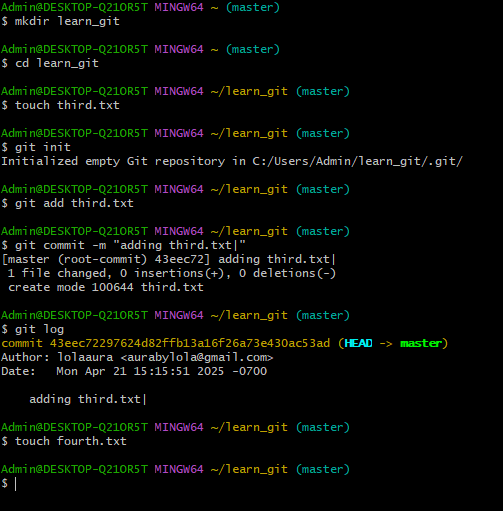 Admin@DESKTOP-Q21OR5T MINGW64 ~ (master)
$ mkdir learn_git
Admin@DESKTOP-Q21OR5T MINGW64 ~ (master)
$ cd learn_git
Admin@DESKTOP-Q21OR5T MINGW64 ~/learn_git (master)
$ touch third.txt
Admin@DESKTOP-Q21OR5T MINGW64 ~/learn_git (master)
$ git init
Initialized empty Git repository in C:/Users/Admin/learn_git/.git/
Admin@DESKTOP-Q21OR5T MINGW64 ~/learn_git (master)
$ git add third.txt
Admin@DESKTOP-Q21OR5T MINGW64 ~/learn_git (master)
$ git commit -m "adding third.txt|"
[master (root-commit) 43eec72] adding third.txt|
 1 file changed, 0 insertions(+), 0 deletions(-)
 create mode 100644 third.txt
Admin@DESKTOP-Q21OR5T MINGW64 ~/learn_git (master)
$ git log
commit 43eec72297624d82ffb13a16f26a73e430ac53ad (HEAD -> master)
Author: lolaaura <aurabylola@gmail.com>
Date:   Mon Apr 21 15:15:51 2025 -0700
    adding third.txt|
Admin@DESKTOP-Q21OR5T MINGW64 ~/learn_git (master)
$ touch fourth.txt
Admin@DESKTOP-Q21OR5T MINGW64 ~/learn_git (master)
$